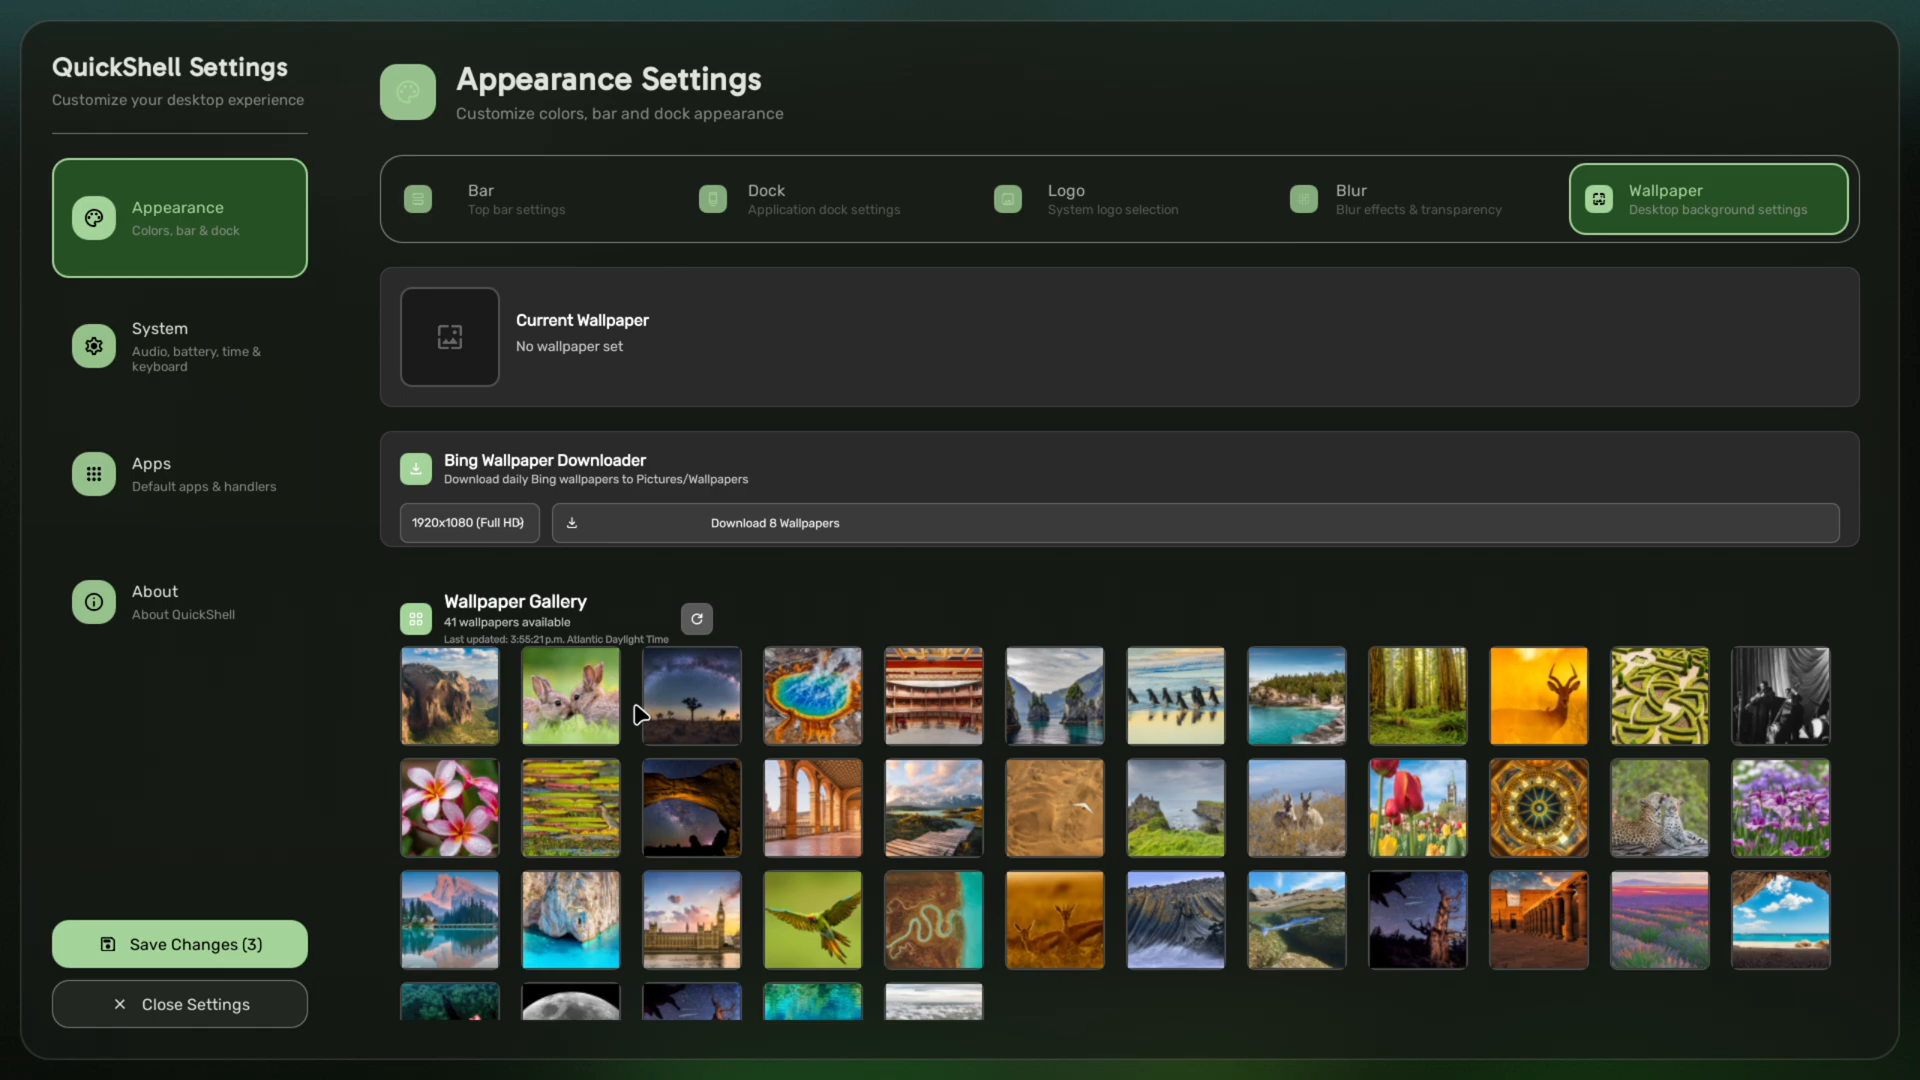 QuickShell Settings
Customize your desktop experience
Appearance
Colors, bar & dock
System
Audio, battery, time &
keyboard
Apps
Default apps & handlers
About
About QuickShell
Save Changes (3)
Close Settings
Appearance Settings
Customize colors, bar and dock appearance
Bar
Top bar settings
Dock
Application dock settings
Logo
System logo selection
Blur
Blur effects & transparency
Wallpaper
Desktop background settings
Current Wallpaper
No wallpaper set
Bing Wallpaper Downloader
Download daily Bing wallpapers to Pictures/Wallpapers
1920x1080 (Full HD)
Download 8 Wallpapers
Wallpaper Gallery
41 wallpapers available
Last updated: 3:55:21 p.m. Atlantic Daylight Time